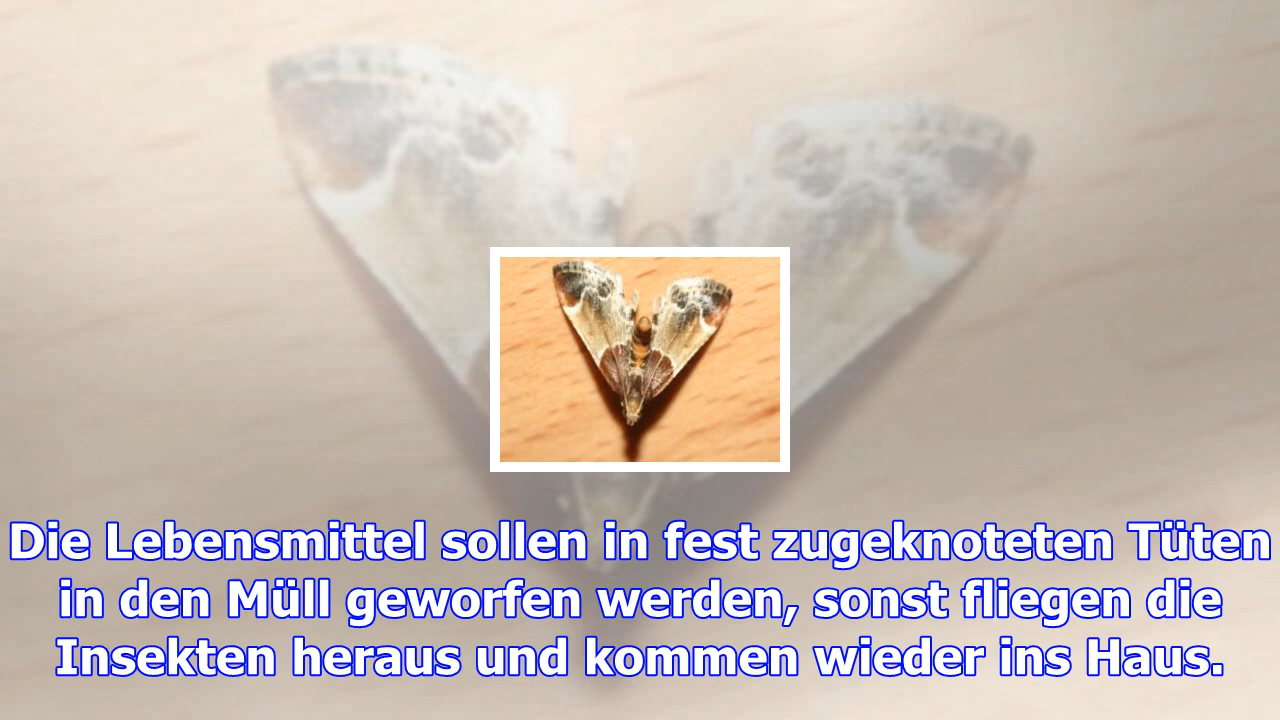 Die Lebensmittel sollen in fest zugeknoteten Tüten
in den Müll geworfen werden, sonst fliegen die
Insekten heraus und kommen wieder ins Haus.